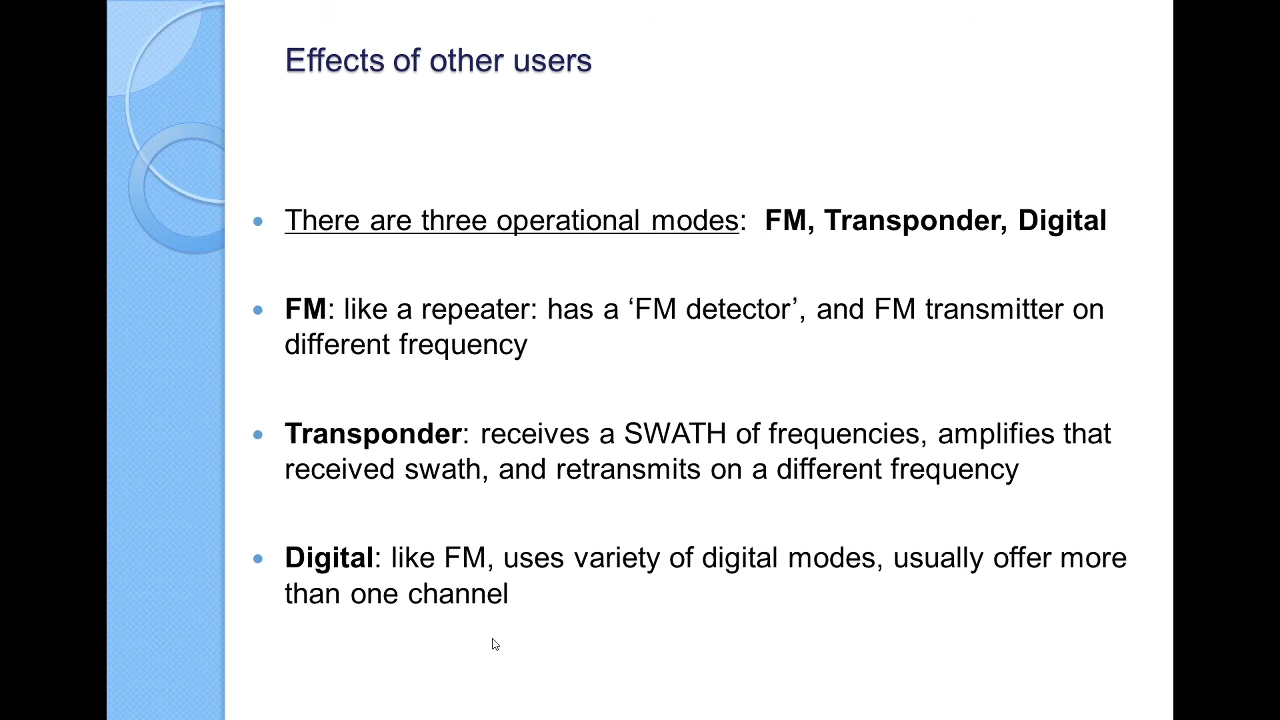 Effects of other users
There are three operational modes:  FM, Transponder, Digital
FM: like a repeater: has a ‘FM detector’, and FM transmitter on
different frequency
Transponder: receives a SWATH of frequencies, amplifies that
received swath, and retransmits on a different frequency
Digital: like FM, uses variety of digital modes, usually offer more
than one channel